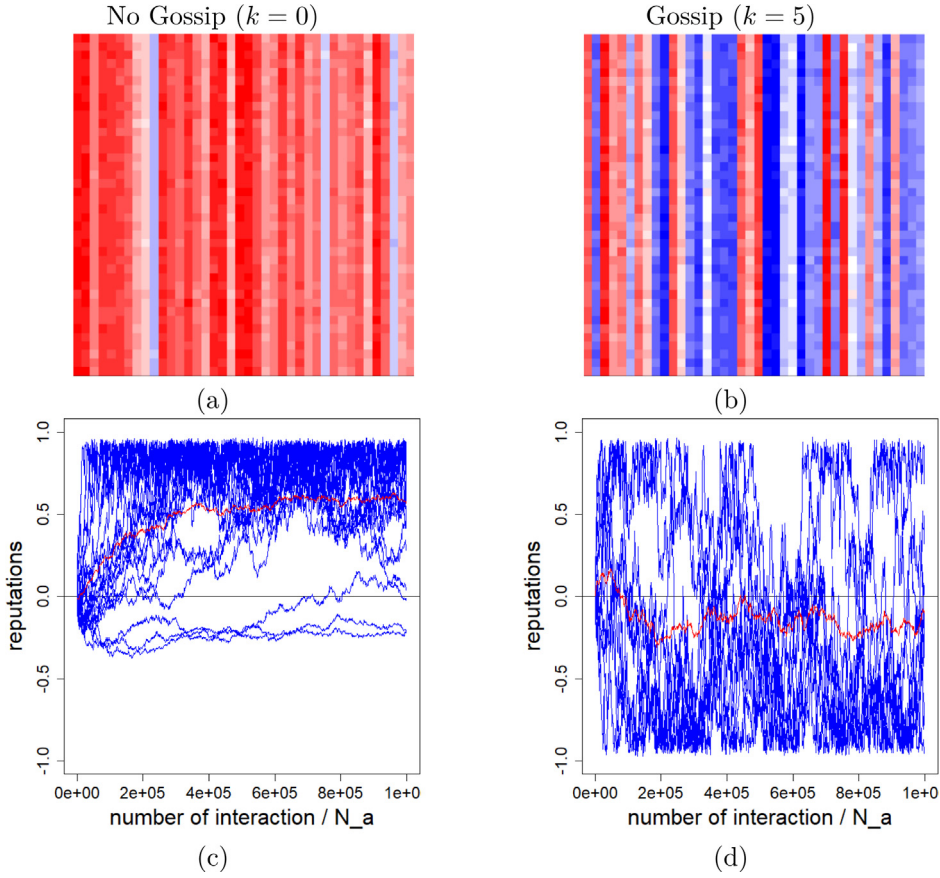 No Gossip (k = 0)
Gossip (k = 5)
(a)
(b)
reputations
1.0
0.5
0.0
-0.5
-1.0
0e+00 2e+05 4e+05 6e+05 8e+05 1e+0
number of interaction / N_a
(c)
reputations
1.0
0.5
0.0
-0.5
-1.0
0e+00 2e+05 4e+05 6e+05 8e+05 1e+0
number of interaction / N_a
(d)